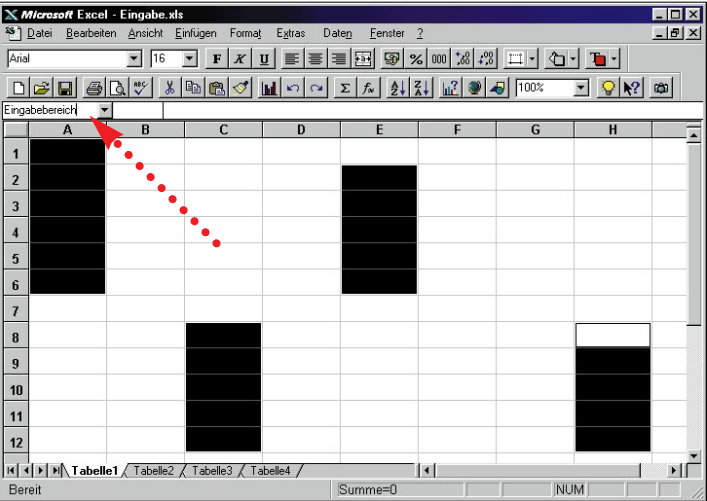 Microsoft Excel - Eingabe.xls
Datei Bearbeiten Ansicht Einfügen Format Extras Daten Fenster ?
Arial 16 F K U % 000
Σ fx 100%
Eingabebereich
A B C D E F G H
1
2
3
4
5
6
7
8
9
10
11
12
Tabelle1 Tabelle2 Tabelle3 Tabelle4
Bereit Summe=0 NUM